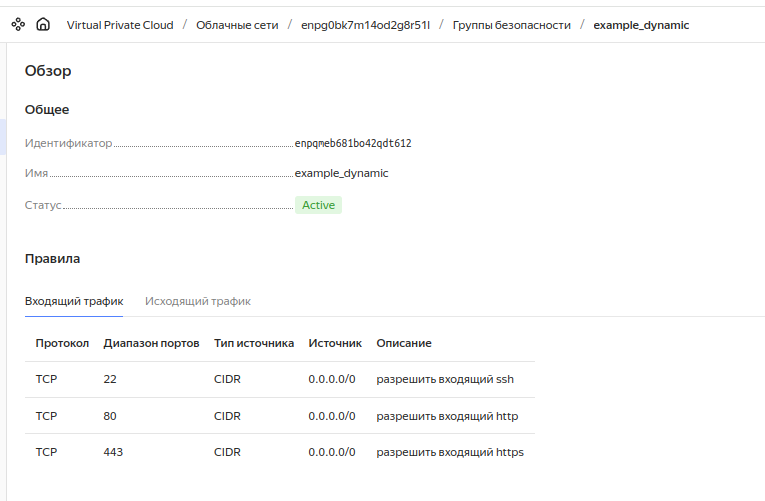 Virtual Private Cloud / Облачные сети / enpg0bk7m14od2g8r51l / Группы безопасности / example_dynamic
Обзор
Общее
Идентификатор enpqmeb681bo42qdt612
Имя example_dynamic
Статус Active
Правила
Входящий трафик Исходящий трафик
Протокол Диапазон портов Тип источника Источник Описание
TCP 22 CIDR 0.0.0.0/0 разрешить входящий ssh
TCP 80 CIDR 0.0.0.0/0 разрешить входящий http
TCP 443 CIDR 0.0.0.0/0 разрешить входящий https